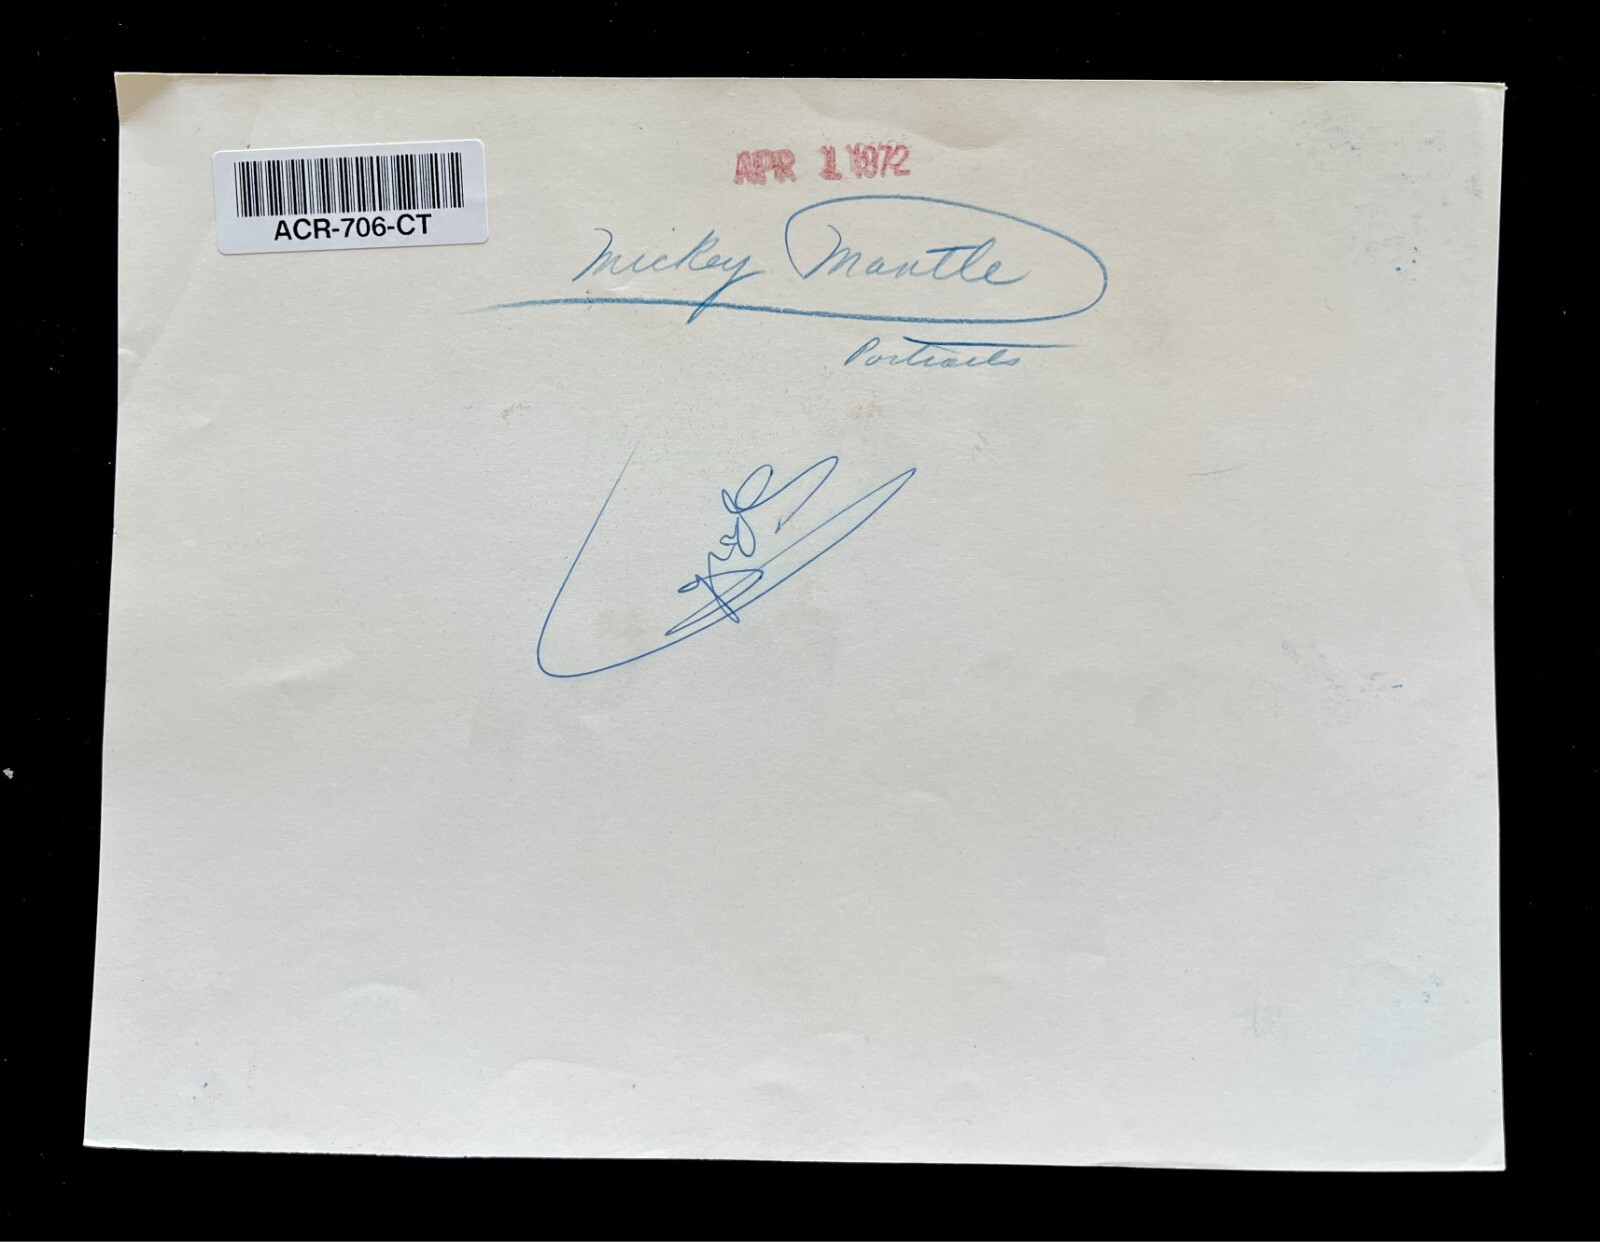 APR 1 1972
ACR-706-CT
Mickey Mantle
Portraits